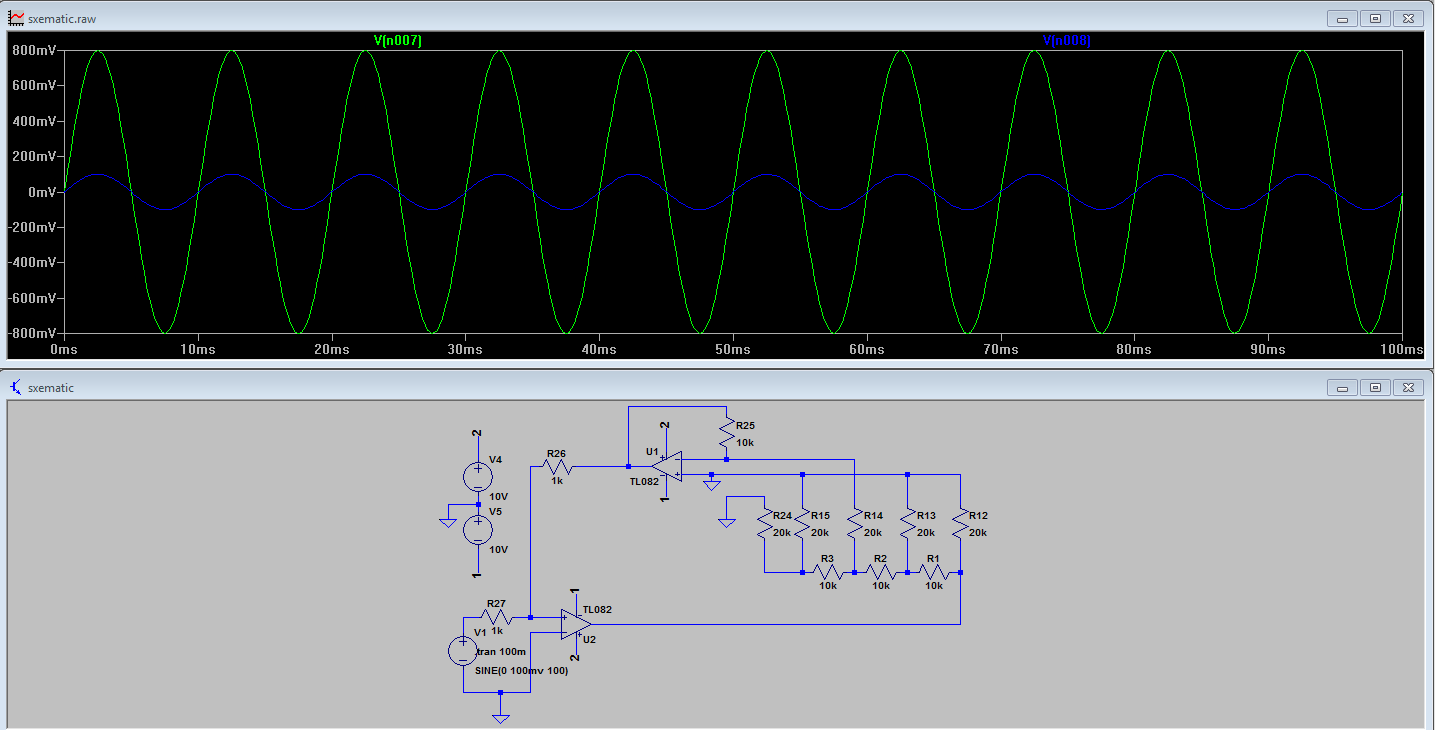 sxematic.raw
V(n007)
V(n008)
800mV
600mV
400mV
200mV
0mV
-200mV
-400mV
-600mV
-800mV
0ms 10ms 20ms 30ms 40ms 50ms 60ms 70ms 80ms 90ms 100ms
sxematic
2
V4
10V
V5
10V
1
R26
1k
U1
2
TL082
1
R25
10k
R24
20k
R15
20k
R14
20k
R13
20k
R12
20k
R3
10k
R2
10k
R1
10k
R27
1k
1
TL082
U2
2
V1
.tran 100m
SINE(0 100mv 100)